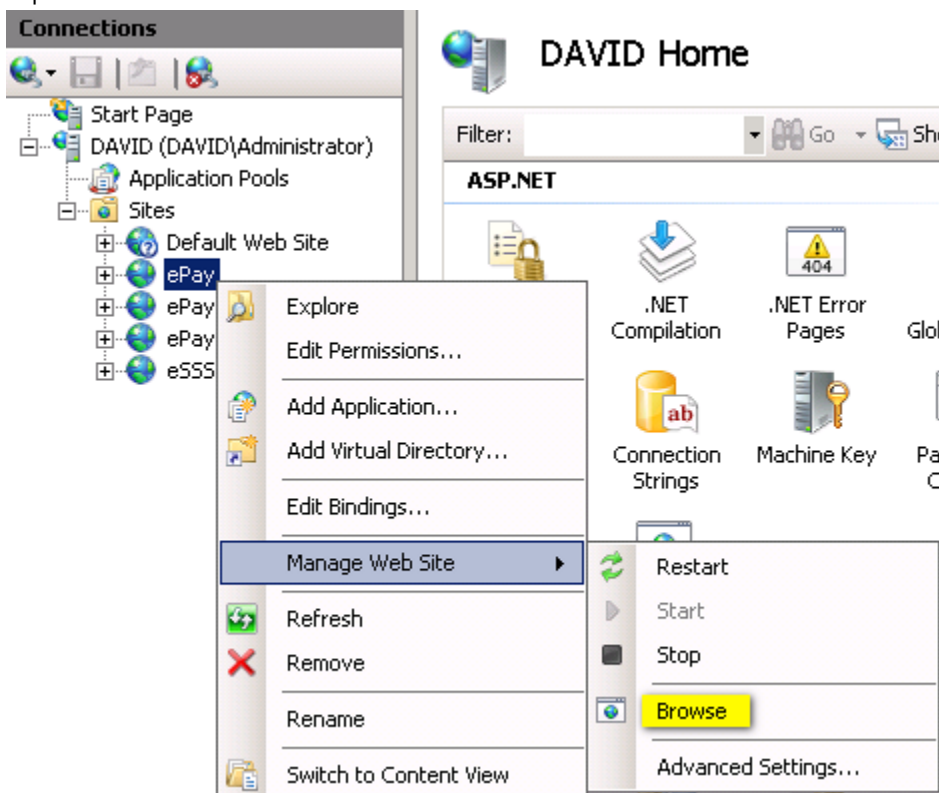 Connections
DAVID Home
Start Page
DAVID (DAVID\Administrator)
Application Pools
Sites
Default Web Site
ePay
ePay
ePay
eSSS
Filter:
Go
ASP.NET
404
.NET
Compilation
.NET Error
Pages
ab
Connection
Strings
Machine Key
Explore
Edit Permissions...
Add Application...
Add Virtual Directory...
Edit Bindings...
Manage Web Site
Refresh
Remove
Rename
Switch to Content View
Restart
Start
Stop
Browse
Advanced Settings...